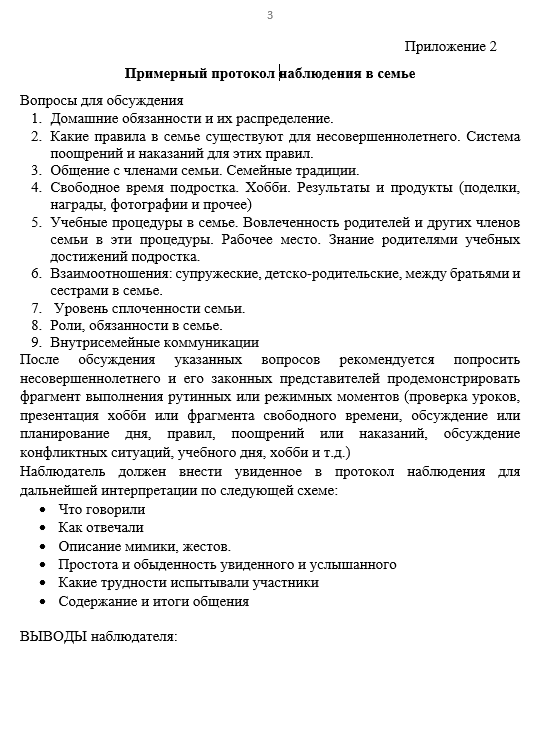 3
Приложение 2
Примерный протокол наблюдения в семье
Вопросы для обсуждения
1. Домашние обязанности и их распределение.
2. Какие правила в семье существуют для несовершеннолетнего. Система
поощрений и наказаний для этих правил.
3. Общение с членами семьи. Семейные традиции.
4. Свободное время подростка. Хобби. Результаты и продукты (поделки,
награды, фотографии и прочее)
5. Учебные процедуры в семье. Вовлеченность родителей и других членов
семьи в эти процедуры. Рабочее место. Знание родителями учебных
достижений подростка.
6. Взаимоотношения: супружеские, детско-родительские, между братьями и
сестрами в семье.
7. Уровень сплоченности семьи.
8. Роли, обязанности в семье.
9. Внутрисемейные коммуникации
После обсуждения указанных вопросов рекомендуется попросить
несовершеннолетнего и его законных представителей продемонстрировать
фрагмент выполнения рутинных или режимных моментов (проверка уроков,
презентация хобби или фрагмента свободного времени, обсуждение или
планирование дня, правил, поощрений или наказаний, обсуждение
конфликтных ситуаций, учебного дня, хобби и т.д.)
Наблюдатель должен внести увиденное в протокол наблюдения для
дальнейшей интерпретации по следующей схеме:
• Что говорили
• Как отвечали
• Описание мимики, жестов.
• Простота и обыденность увиденного и услышанного
• Какие трудности испытывали участники
• Содержание и итоги общения
ВЫВОДЫ наблюдателя: